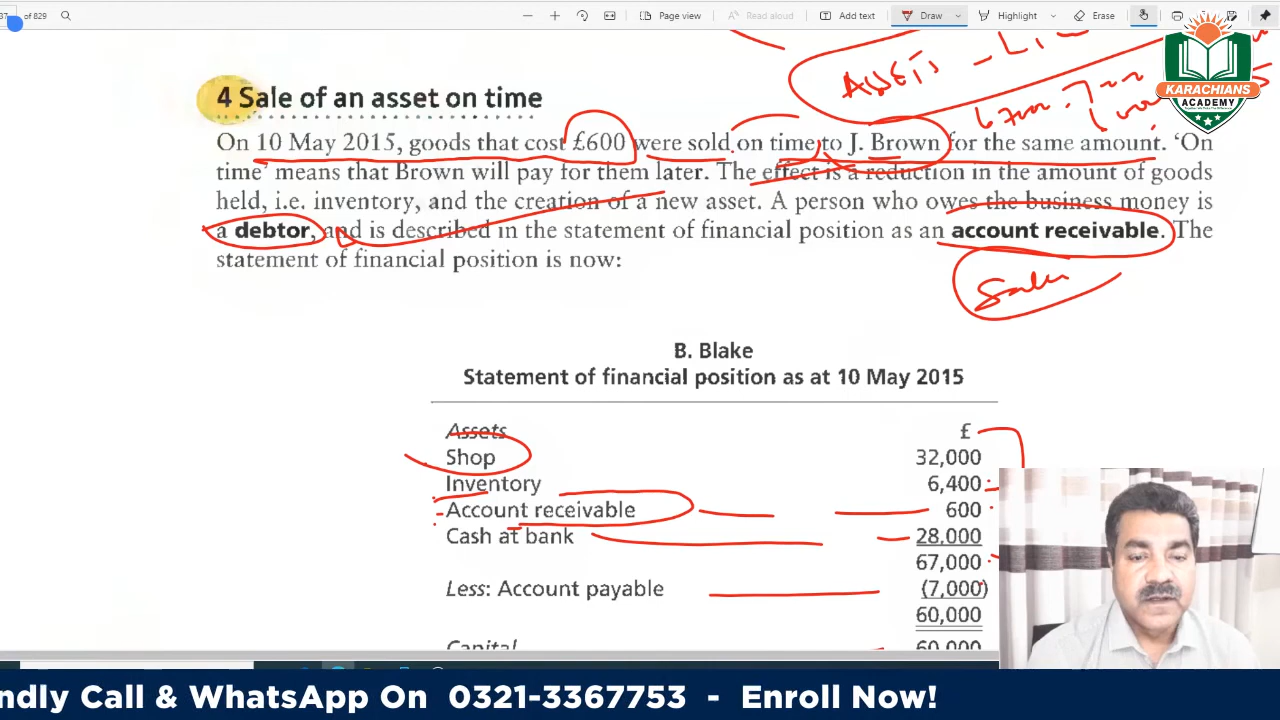 of 829
Page view
Read aloud
Add text
Draw
Highlight
Erase
ASSETS -
KARACHIANS
ACADEMY
4 Sale of an asset on time
On 10 May 2015, goods that cost £600 were sold on time to J. Brown for the same amount. ‘On
time’ means that Brown will pay for them later. The effect is a reduction in the amount of goods
held, i.e. inventory, and the creation of a new asset. A person who owes the business money is
a debtor, and is described in the statement of financial position as an account receivable. The
statement of financial position is now:
B. Blake
Statement of financial position as at 10 May 2015
Assets £
Shop 32,000
Inventory 6,400
Account receivable 600
Cash at bank 28,000
67,000
Less: Account payable (7,000)
60,000
Capital 60,000
ndly Call & WhatsApp On 0321-3367753 - Enroll Now!